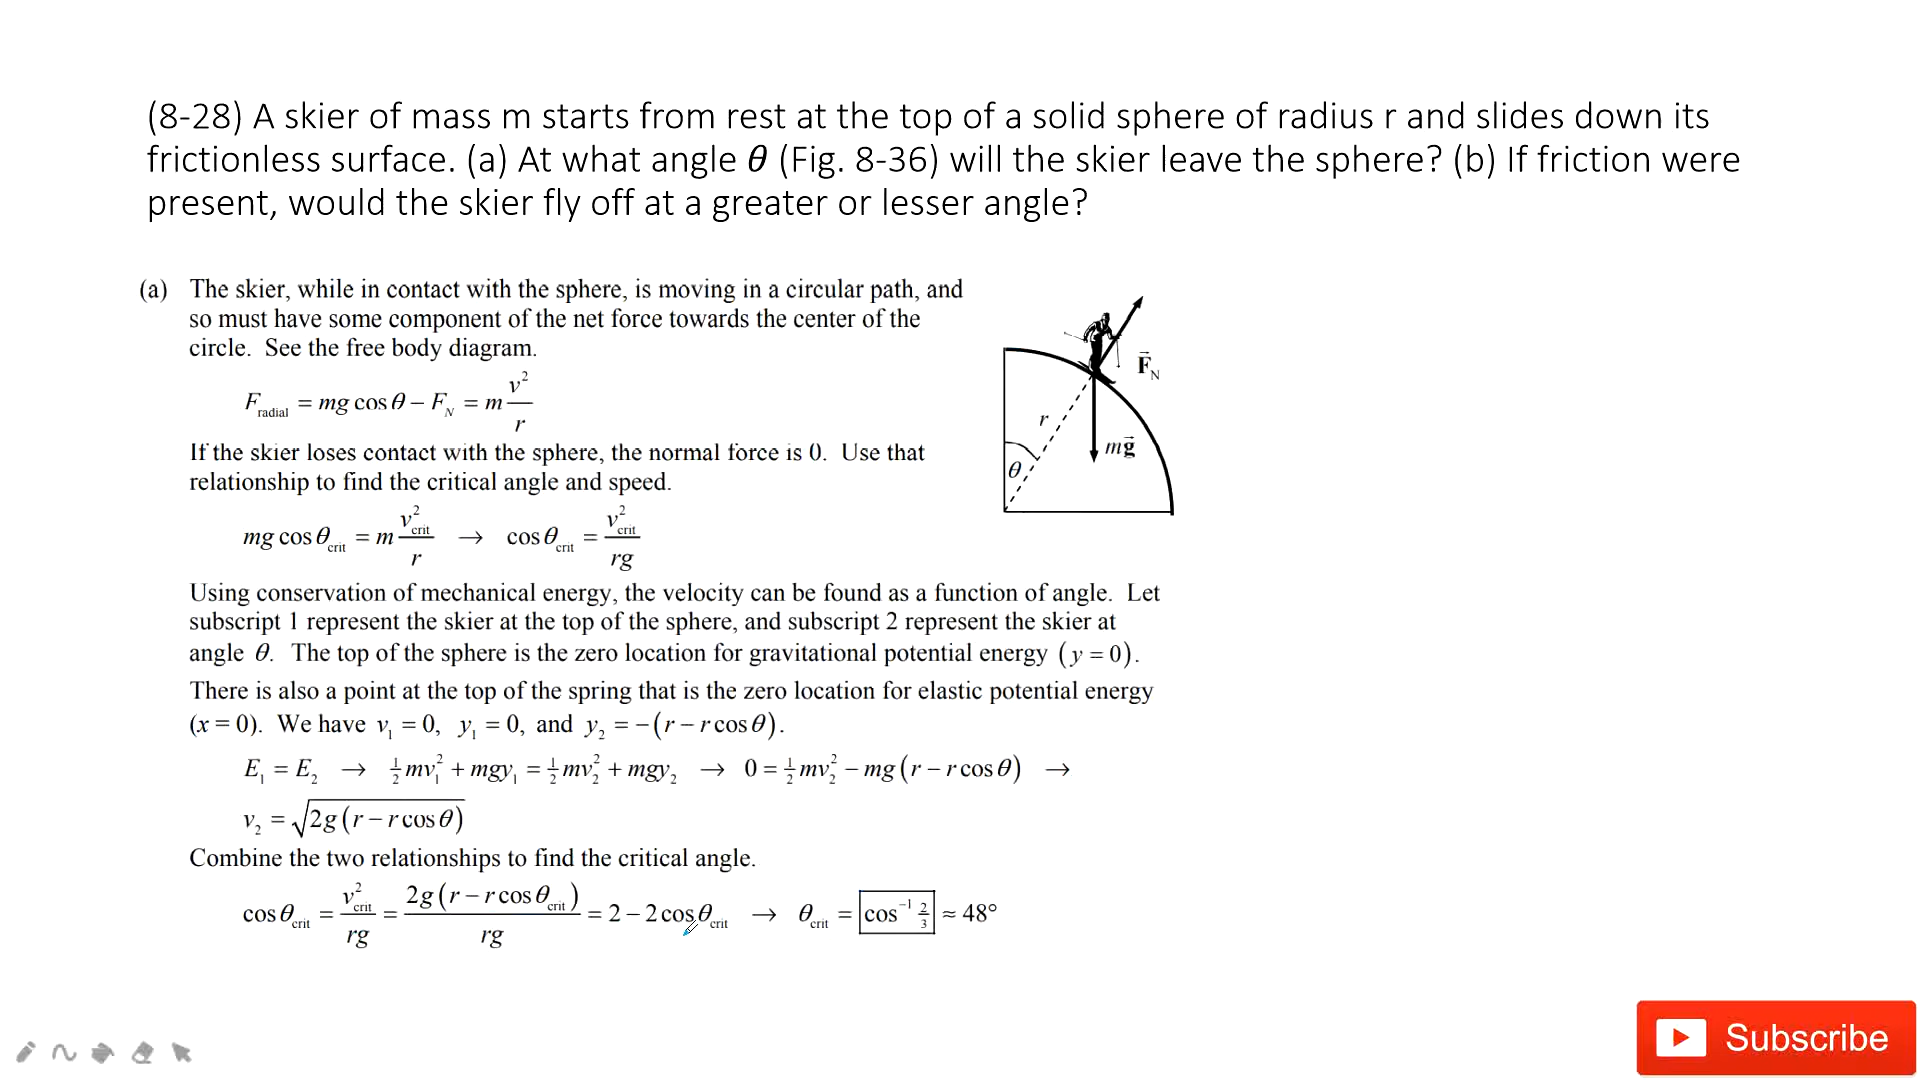 (8-28) A skier of mass m starts from rest at the top of a solid sphere of radius r and slides down its
frictionless surface. (a) At what angle θ (Fig. 8-36) will the skier leave the sphere? (b) If friction were
present, would the skier fly off at a greater or lesser angle?
(a) The skier, while in contact with the sphere, is moving in a circular path, and
so must have some component of the net force towards the center of the
circle. See the free body diagram.
F_radial = mg cos θ − F_N = m v²/r
If the skier loses contact with the sphere, the normal force is 0. Use that
relationship to find the critical angle and speed.
mg cos θ_crit = m v²_crit/r → cos θ_crit = v²_crit/rg
F⃗_N
r
mg⃗
θ
Using conservation of mechanical energy, the velocity can be found as a function of angle. Let
subscript 1 represent the skier at the top of the sphere, and subscript 2 represent the skier at
angle θ. The top of the sphere is the zero location for gravitational potential energy (y = 0).
There is also a point at the top of the spring that is the zero location for elastic potential energy
(x = 0). We have v₁ = 0, y₁ = 0, and y₂ = −(r − r cos θ).
E₁ = E₂ → ½mv₁² + mgy₁ = ½mv₂² + mgy₂ → 0 = ½mv₂² − mg(r − r cos θ) →
v₂ = √(2g(r − r cos θ))
Combine the two relationships to find the critical angle.
cos θ_crit = v²_crit/rg = 2g(r − r cos θ_crit)/rg = 2 − 2 cos θ_crit → θ_crit = cos⁻¹ ⅔ ≈ 48°
Subscribe